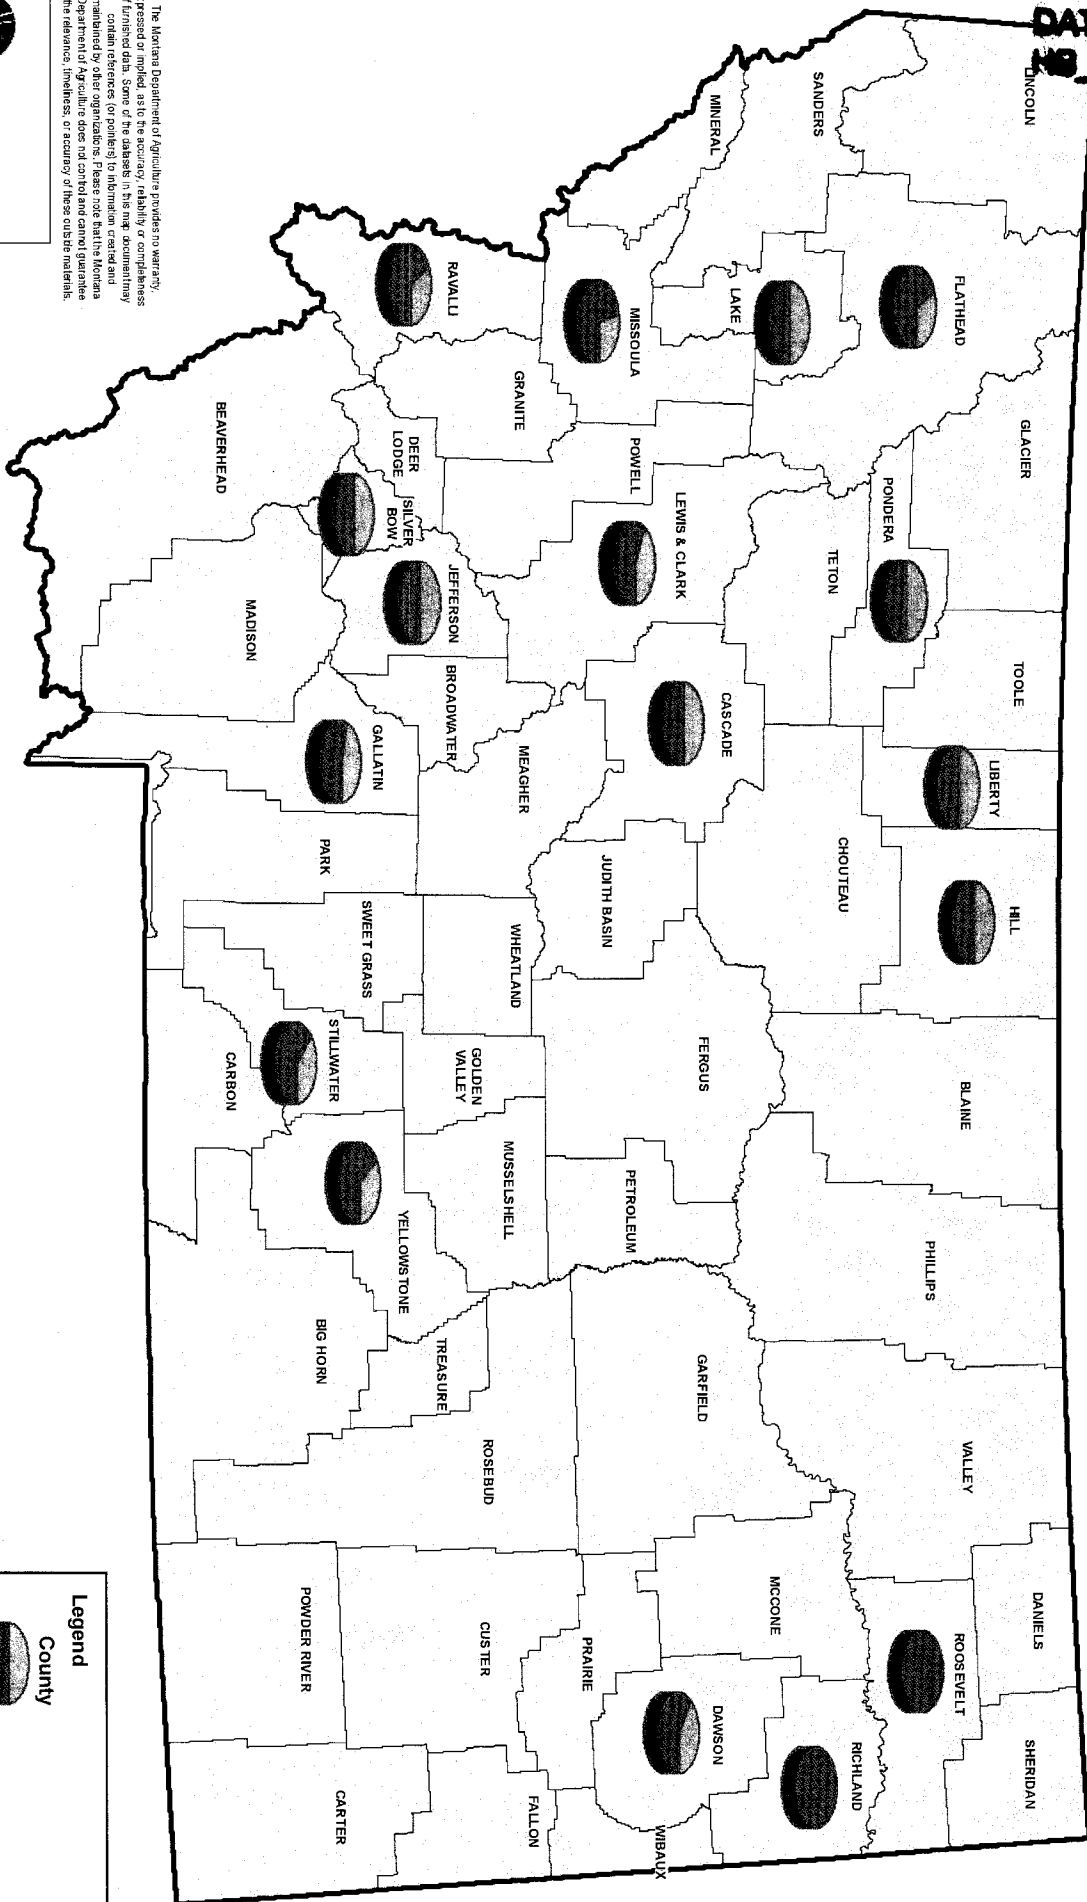 DAT
HB_
LINCOLN
SANDERS
MINERAL
FLATHEAD
LAKE
MISSOULA
RAVALLI
GLACIER
PONDERA
TETON
LEWIS & CLARK
POWELL
GRANITE
DEER
LODGE
SILVER
BOW
BEAVERHEAD
JEFFERSON
MADISON
TOOLE
LIBERTY
CASCADE
BROADWATER
MEAGHER
GALLATIN
PARK
HILL
CHOUTEAU
JUDITH BASIN
WHEATLAND
SWEET GRASS
BLAINE
FERGUS
GOLDEN
VALLEY
STILLWATER
CARBON
PHILLIPS
PETROLEUM
MUSSELSHELL
YELLOWSTONE
BIG HORN
TREASURE
GARFIELD
ROSEBUD
VALLEY
DANIELS
ROOSEVELT
SHERIDAN
MCCONE
RICHLAND
DAWSON
PRAIRIE
WIBAUX
CUSTER
FALLON
POWDER RIVER
CARTER
The Montana Department of Agriculture provides no warranty,
pressed or implied, as to the accuracy, reliability or completeness
f furnished data. Some of the datasets in this map document may
contain references (or pointers) to information created and
maintained by other organizations. Please note that the Montana
Department of Agriculture does not control and cannot guarantee
the relevance, timeliness, or accuracy of these outside materials.
Legend
County